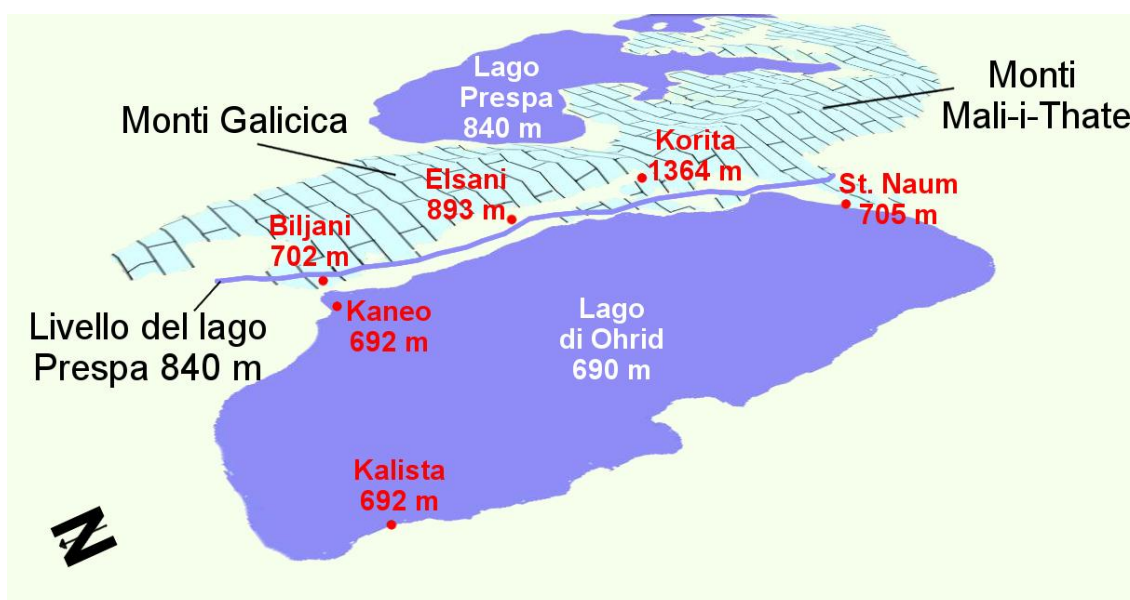 Lago
Prespa
840 m
Monti
Mali-i-Thate
Monti Galicica
Korita
1364 m
Elsani
893 m
St. Naum
705 m
Biljani
702 m
Kaneo
692 m
Lago
di Ohrid
690 m
Livello del lago
Prespa 840 m
Kalista
692 m
N